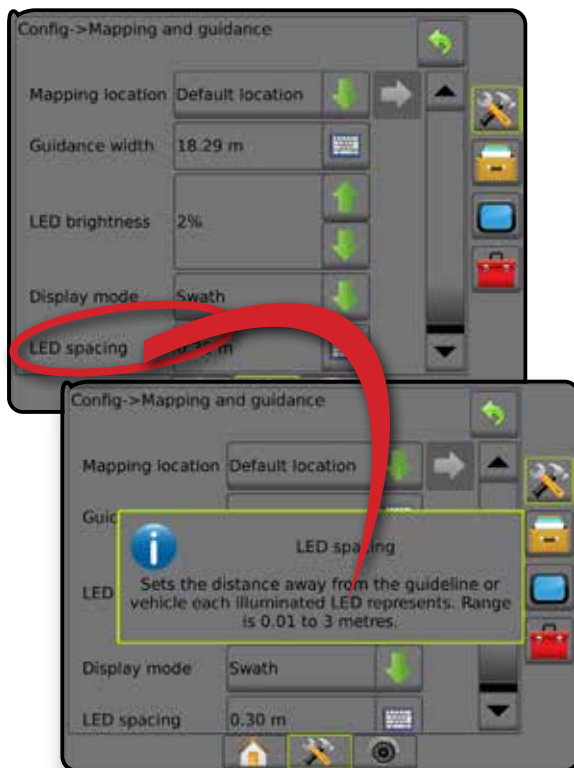 Config->Mapping and guidance
Mapping location Default location
Guidance width 18.29 m
LED brightness 2%
Display mode Swath
LED spacing m
Config->Mapping and guidance
Mapping location Default location
LED spacing
LED
Sets the distance away from the guideline or
vehicle each illuminated LED represents. Range
is 0.01 to 3 metres.
Display mode Swath
LED spacing 0.30 m